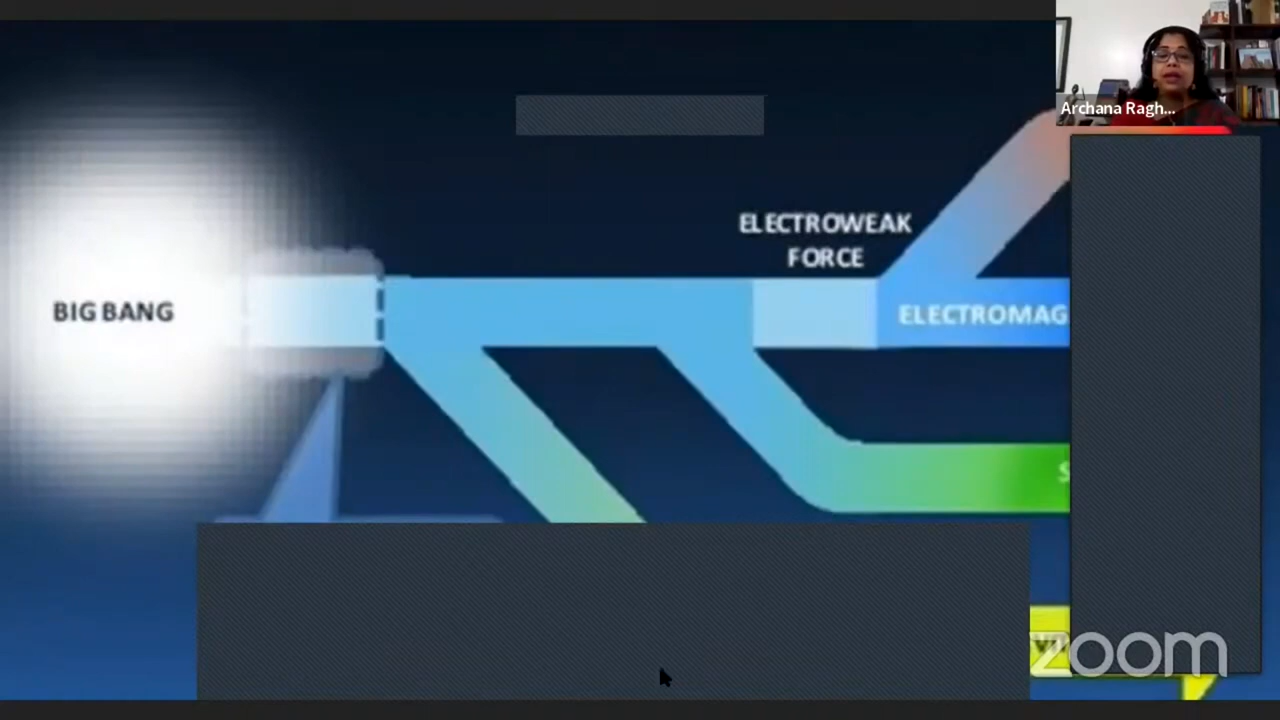 Archana Ragh...
ELECTROWEAK
FORCE
BIG BANG
ELECTROMAG
S
zoom